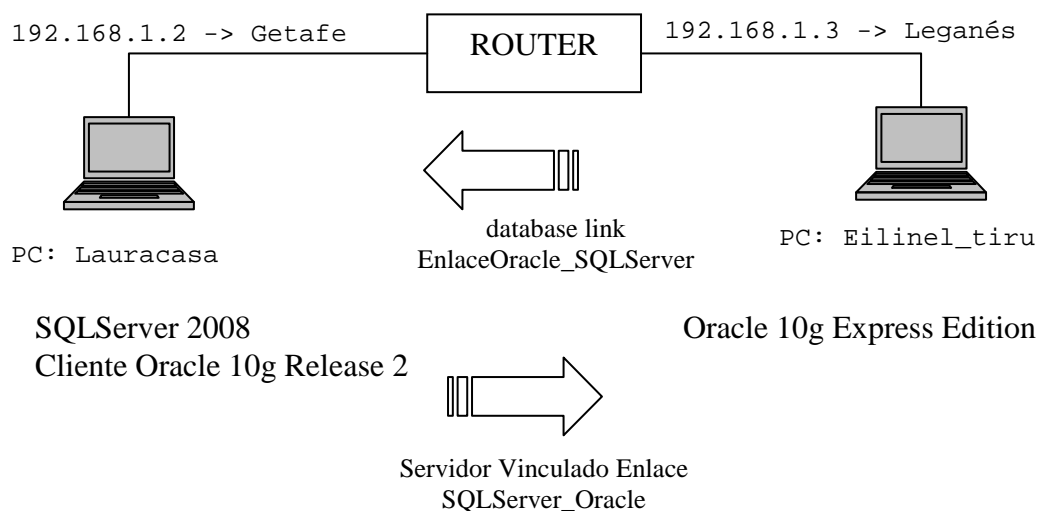 192.168.1.2 -> Getafe
ROUTER
192.168.1.3 -> Leganés
database link
EnlaceOracle_SQLServer
PC: Lauracasa
PC: Eilinel_tiru
SQLServer 2008
Cliente Oracle 10g Release 2
Oracle 10g Express Edition
Servidor Vinculado Enlace
SQLServer_Oracle